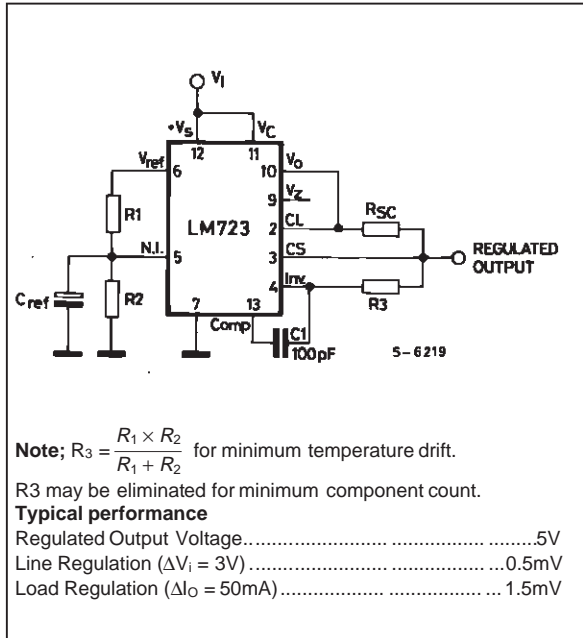 V_I
+V_S V_C
12 11
V_ref 6 10 V_O
9 V_Z
R1 LM723 2 CL R_SC
N.I. 5 3 CS REGULATED OUTPUT
4 Inv.
C_ref R2 7 13 R3
Comp C1
100pF S-6219
Note; R3 = R1 × R2 / R1 + R2 for minimum temperature drift.
R3 may be eliminated for minimum component count.
Typical performance
Regulated Output Voltage.............................................5V
Line Regulation (ΔVi = 3V).......................................0.5mV
Load Regulation (ΔIO = 50mA)....................................1.5mV